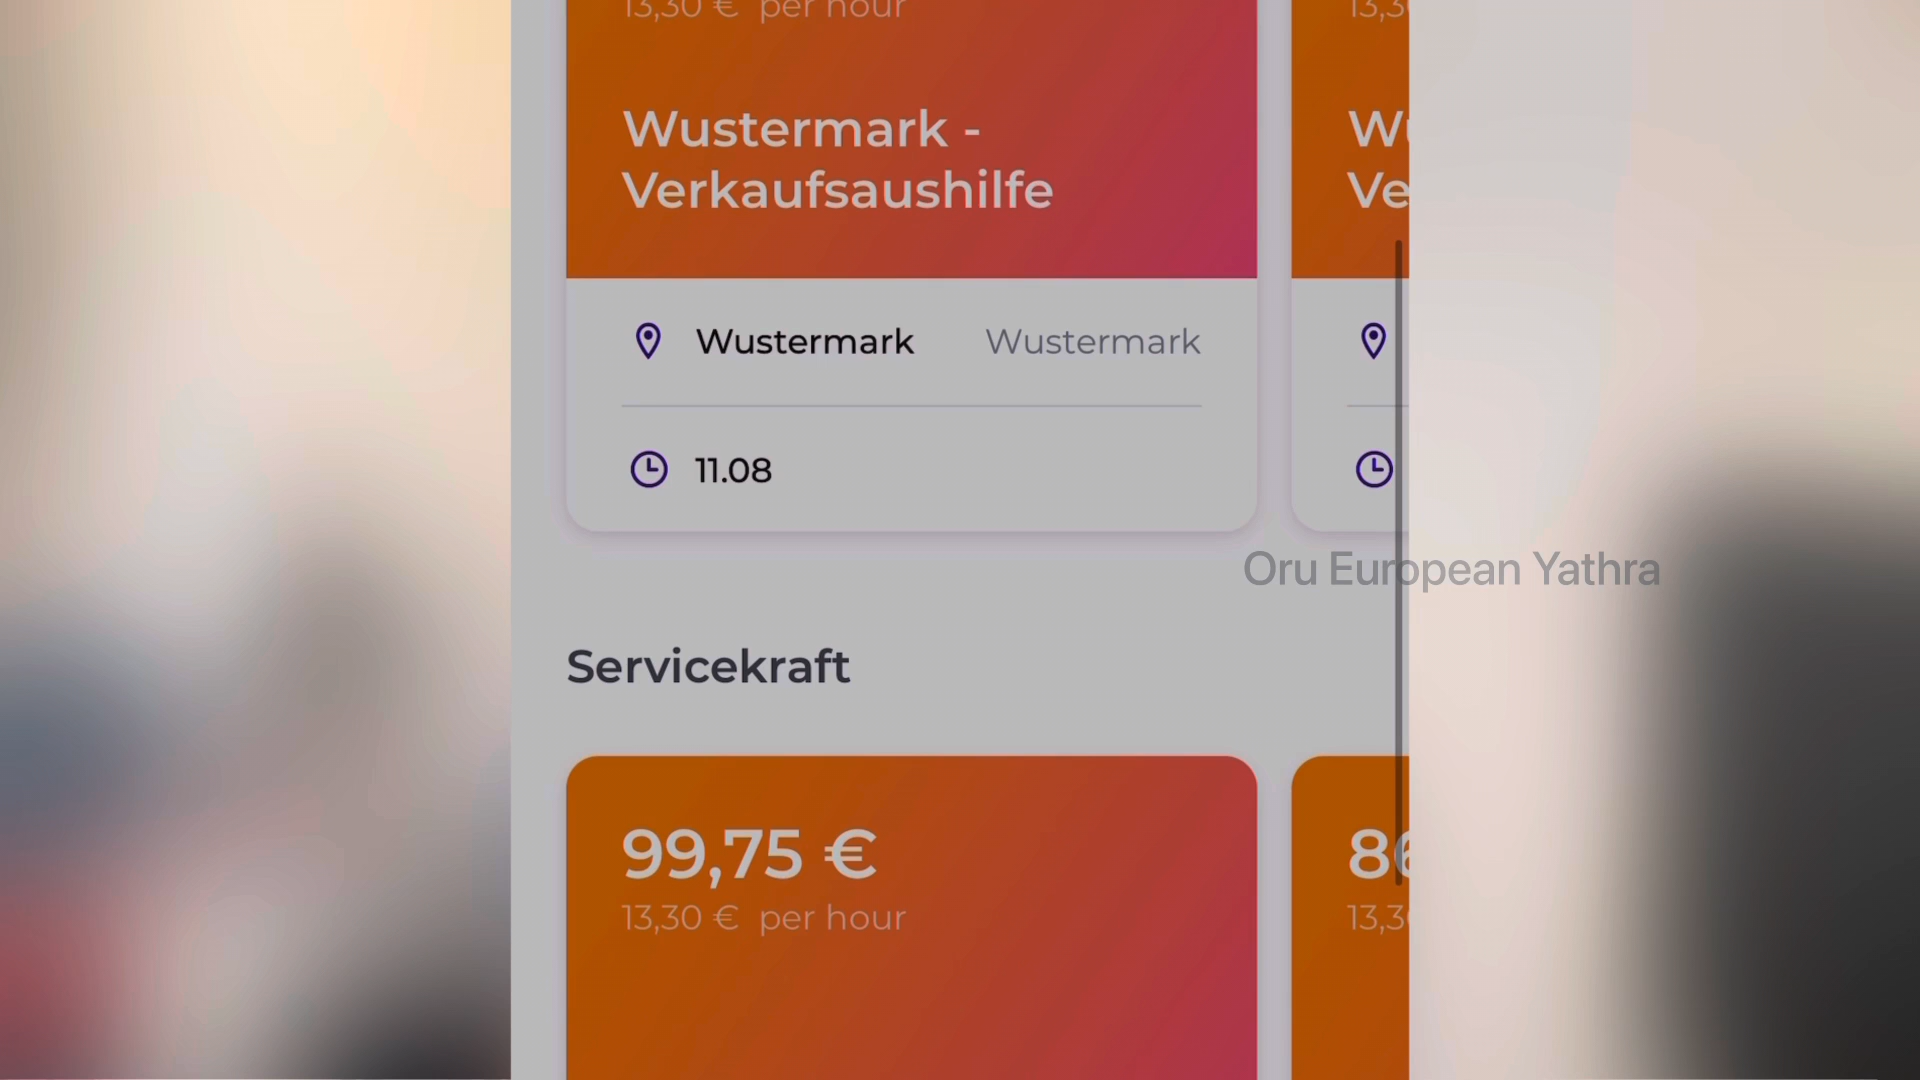 13,30 € per hour
Wustermark -
Verkaufsaushilfe
Wustermark Wustermark
11.08
Oru European Yathra
Servicekraft
99,75 €
13,30 € per hour